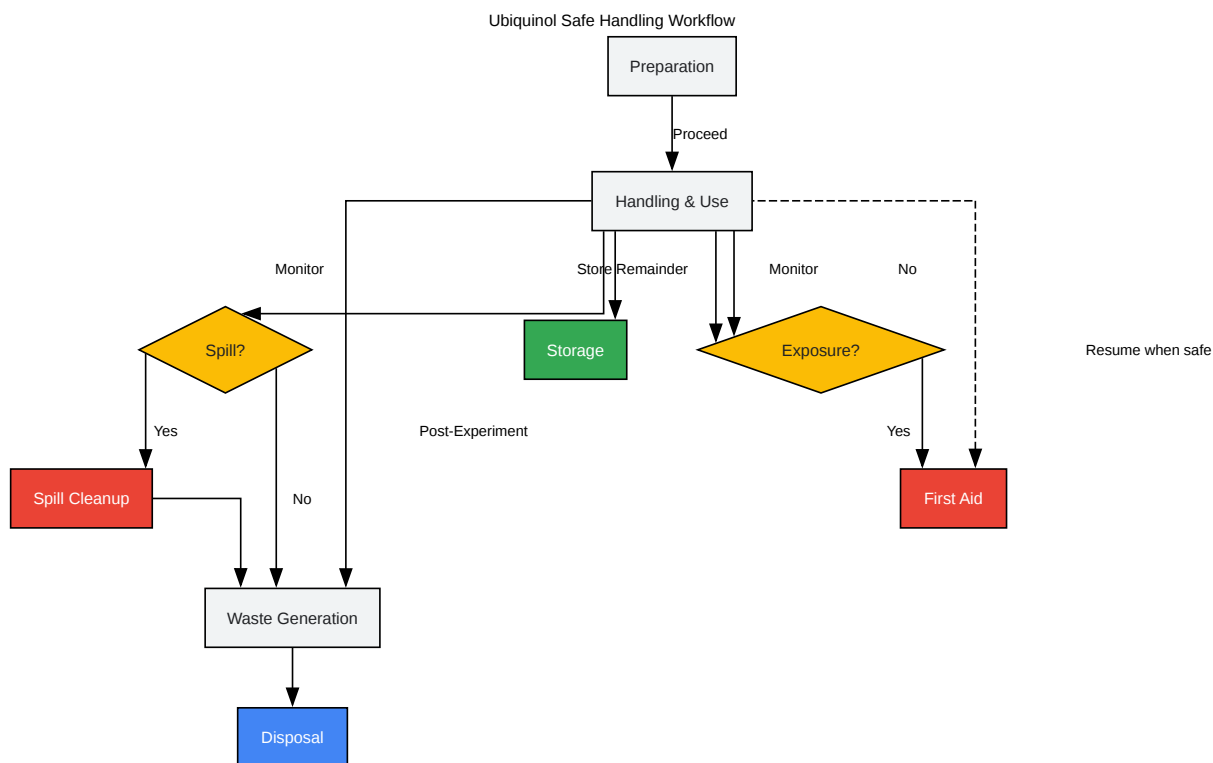 Ubiquinol Safe Handling Workflow
Preparation
Proceed
Handling & Use
Monitor
Store Remainder
Monitor
No
Spill?
Storage
Exposure?
Resume when safe
Yes
Post-Experiment
Yes
Spill Cleanup
No
First Aid
Waste Generation
Disposal